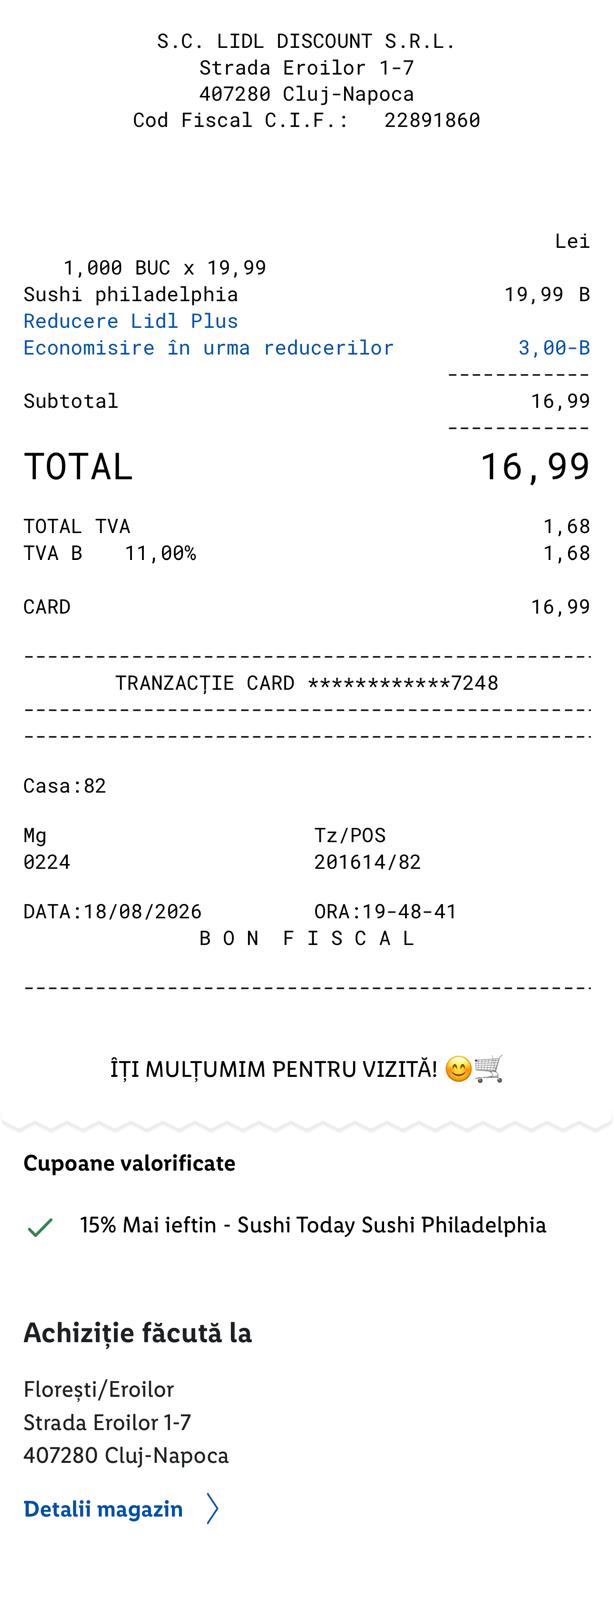 S.C. LIDL DISCOUNT S.R.L.
Strada Eroilor 1-7
407280 Cluj-Napoca
Cod Fiscal C.I.F.: 22891860
Lei
1,000 BUC x 19,99
Sushi philadelphia 19,99 B
Reducere Lidl Plus
Economisire în urma reducerilor 3,00-B
------------
Subtotal 16,99
------------
TOTAL 16,99
TOTAL TVA 1,68
TVA B 11,00% 1,68
CARD 16,99
------------------------------------------------
TRANZACȚIE CARD ************7248
------------------------------------------------
------------------------------------------------
Casa:82
Mg Tz/POS
0224 201614/82
DATA:18/08/2026 ORA:19-48-41
B O N  F I S C A L
------------------------------------------------
ÎȚI MULȚUMIM PENTRU VIZITĂ! 😊🛒
Cupoane valorificate
15% Mai ieftin - Sushi Today Sushi Philadelphia
Achiziție făcută la
Florești/Eroilor
Strada Eroilor 1-7
407280 Cluj-Napoca
Detalii magazin